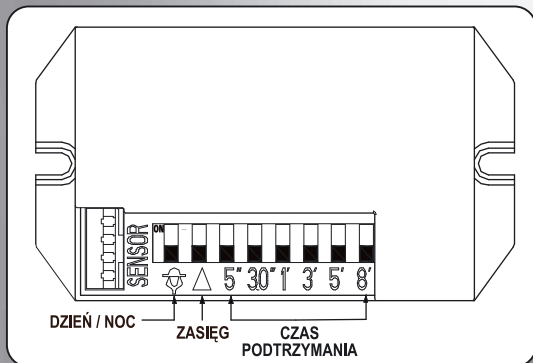 SENSOR
ON
5" 30" 1' 3' 5' 8'
DZIEŃ / NOC
ZASIĘG
CZAS
PODTRZYMANIA